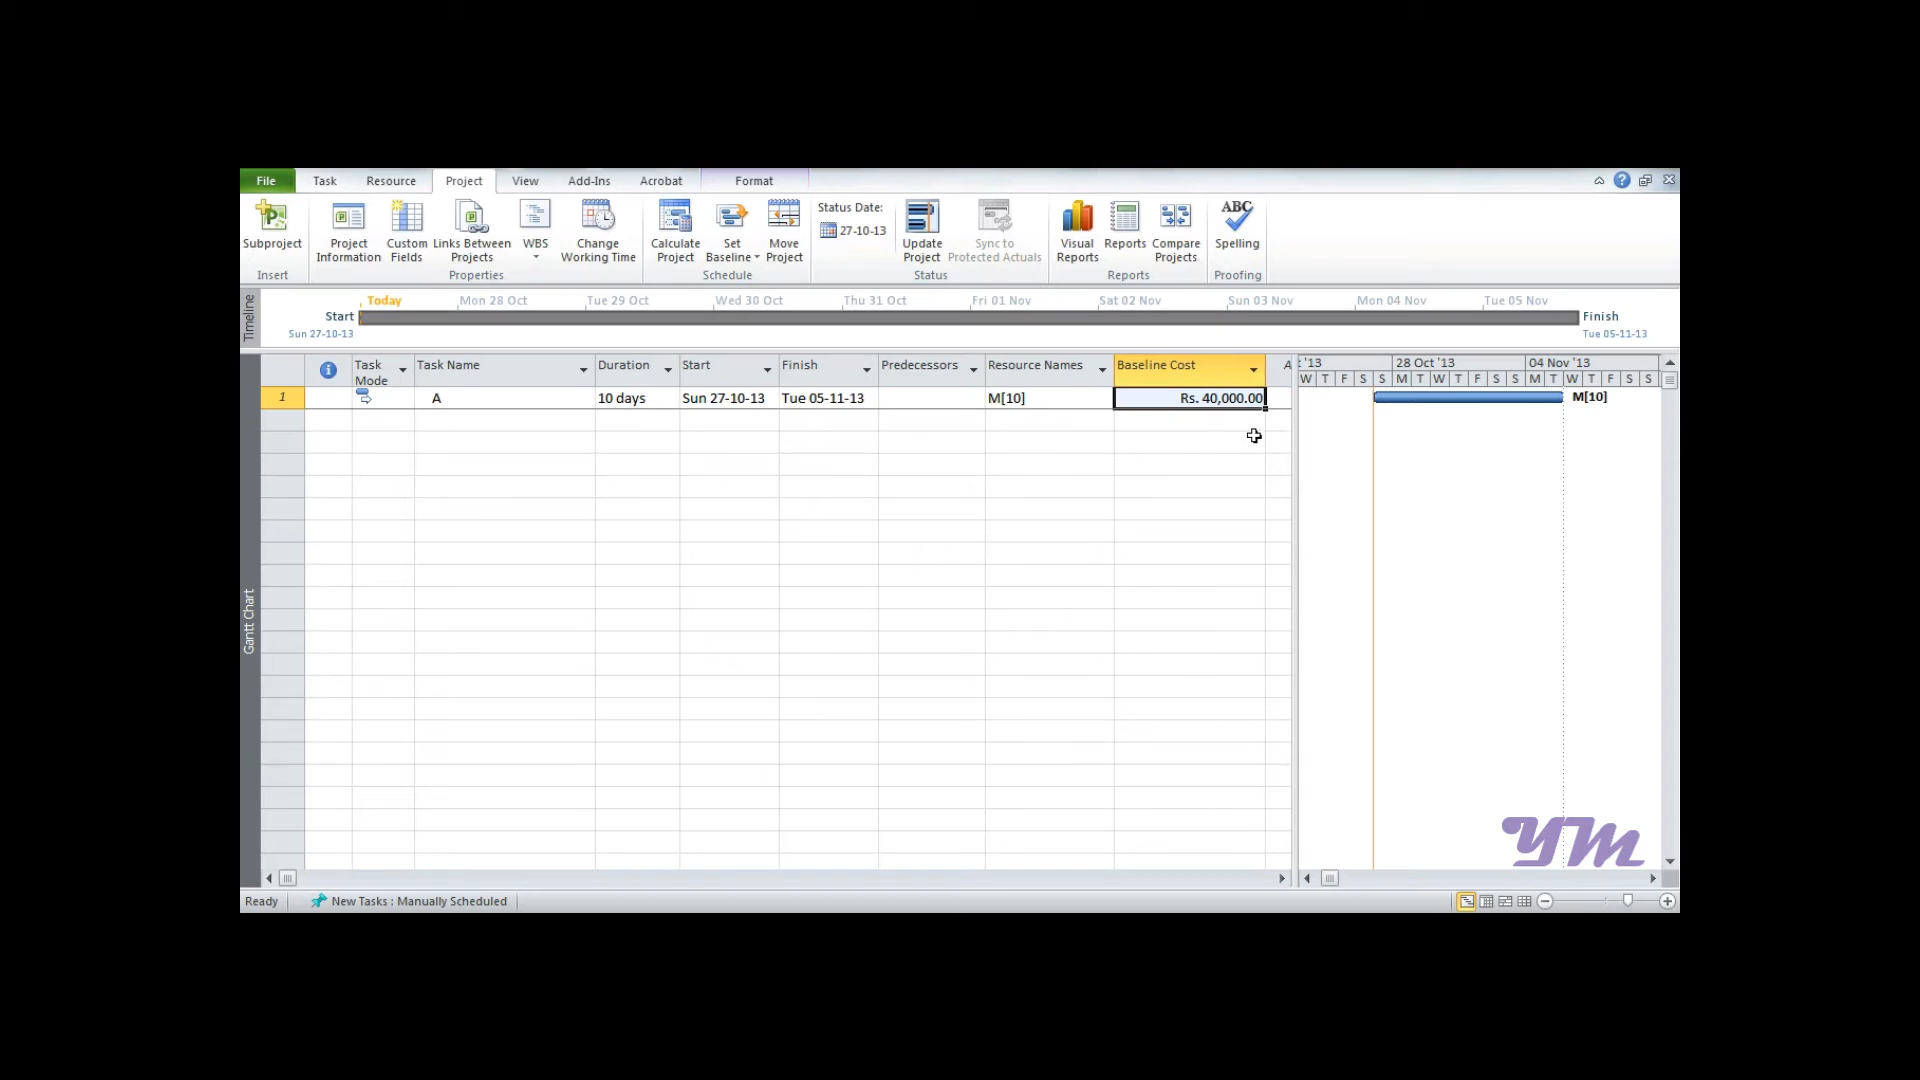 File Task Resource Project View Add-Ins Acrobat Format
Subproject
Project Information
Custom Fields
Links Between Projects
WBS
Change Working Time
Calculate Project
Set Baseline
Move Project
Status Date:
27-10-13
Update Project
Sync to Protected Actuals
Visual Reports
Reports
Compare Projects
ABC
Spelling
Insert Properties Schedule Status Reports Proofing
Timeline
Today Mon 28 Oct Tue 29 Oct Wed 30 Oct Thu 31 Oct Fri 01 Nov Sat 02 Nov Sun 03 Nov Mon 04 Nov Tue 05 Nov
Start Finish
Sun 27-10-13 Tue 05-11-13
Task Mode Task Name Duration Start Finish Predecessors Resource Names Baseline Cost A
t '13 28 Oct '13 04 Nov '13
W T F S S M T W T F S S M T W T F S S
1 A 10 days Sun 27-10-13 Tue 05-11-13 M[10] Rs. 40,000.00 M[10]
Gantt Chart
YM
Ready New Tasks : Manually Scheduled